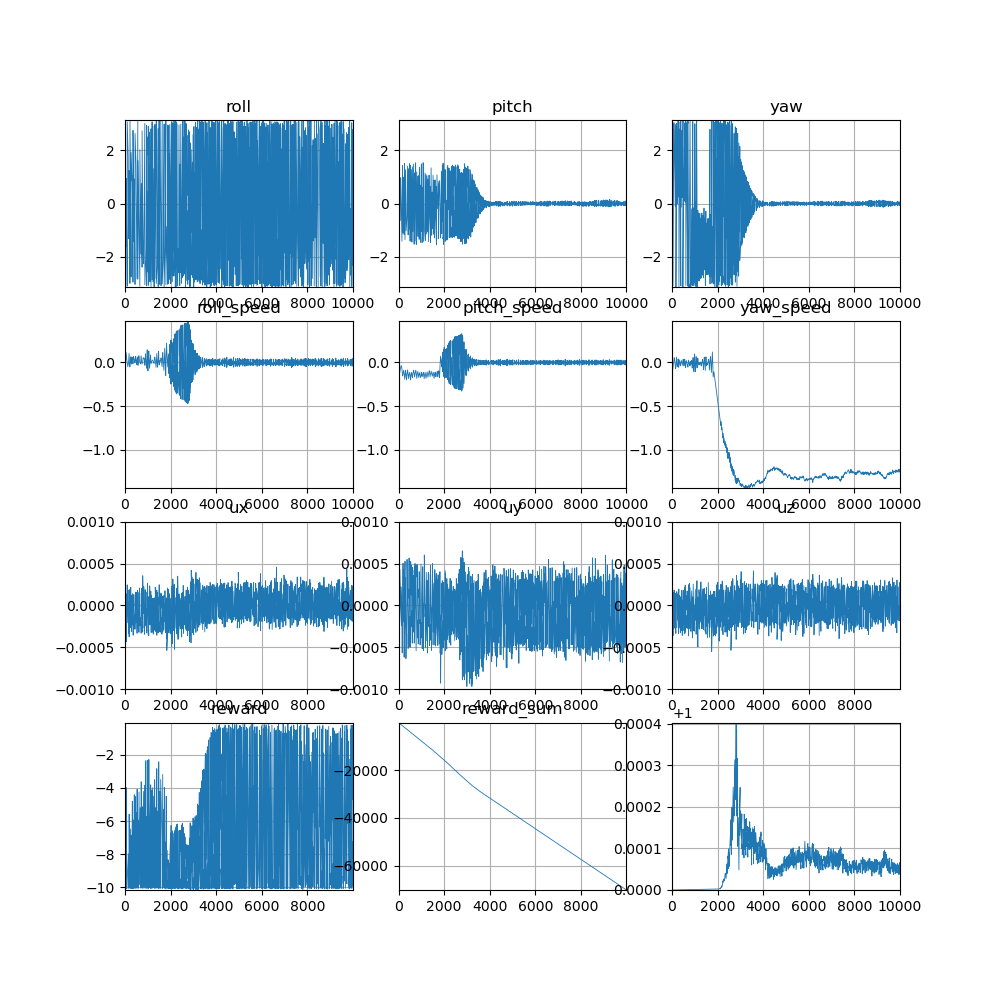 roll pitch yaw
2 2 2
0 0 0
−2 −2 −2
0 2000 4000 6000 8000 10000 0 2000 4000 6000 8000 10000 0 2000 4000 6000 8000 10000
roll_speed pitch_speed yaw_speed
0.0 0.0 0.0
−0.5 −0.5 −0.5
−1.0 −1.0 −1.0
0 2000 4000 6000 8000 10000 0 2000 4000 6000 8000 10000 0 2000 4000 6000 8000 10000
ux uy uz
0.0010 0.0010 0.0010
0.0005 0.0005 0.0005
0.0000 0.0000 0.0000
−0.0005 −0.0005 −0.0005
−0.0010 −0.0010 −0.0010
0 2000 4000 6000 8000 10000 0 2000 4000 6000 8000 10000 0 2000 4000 6000 8000 10000
reward reward_sum +1
0.0004
−2 0.0003
−4 −20000
−6 −40000 0.0002
−8 −60000 0.0001
−10 0.0000
0 2000 4000 6000 8000 0 2000 4000 6000 8000 0 2000 4000 6000 8000 10000